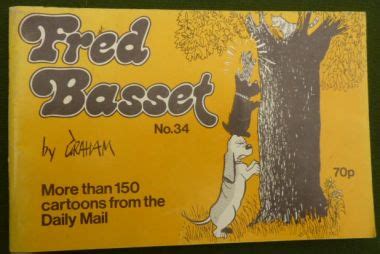 Fred
Basset
No.34
by GRAHAM
70p
More than 150
cartoons from the
Daily Mail